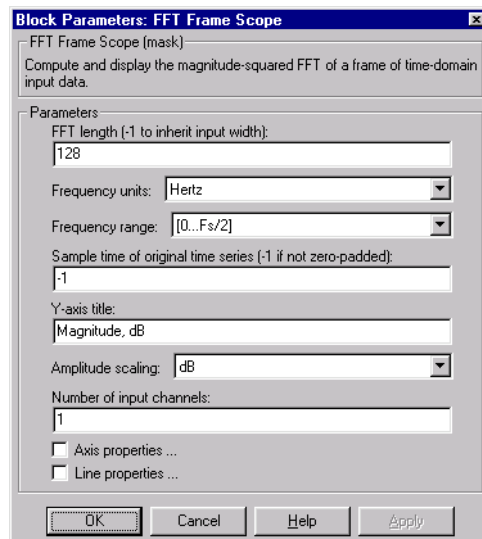 Block Parameters: FFT Frame Scope
FFT Frame Scope (mask)
Compute and display the magnitude-squared FFT of a frame of time-domain
input data.
Parameters
FFT length (-1 to inherit input width):
128
Frequency units: Hertz
Frequency range: [0...Fs/2]
Sample time of original time series (-1 if not zero-padded):
-1
Y-axis title:
Magnitude, dB
Amplitude scaling: dB
Number of input channels:
1
Axis properties ...
Line properties ...
OK Cancel Help Apply